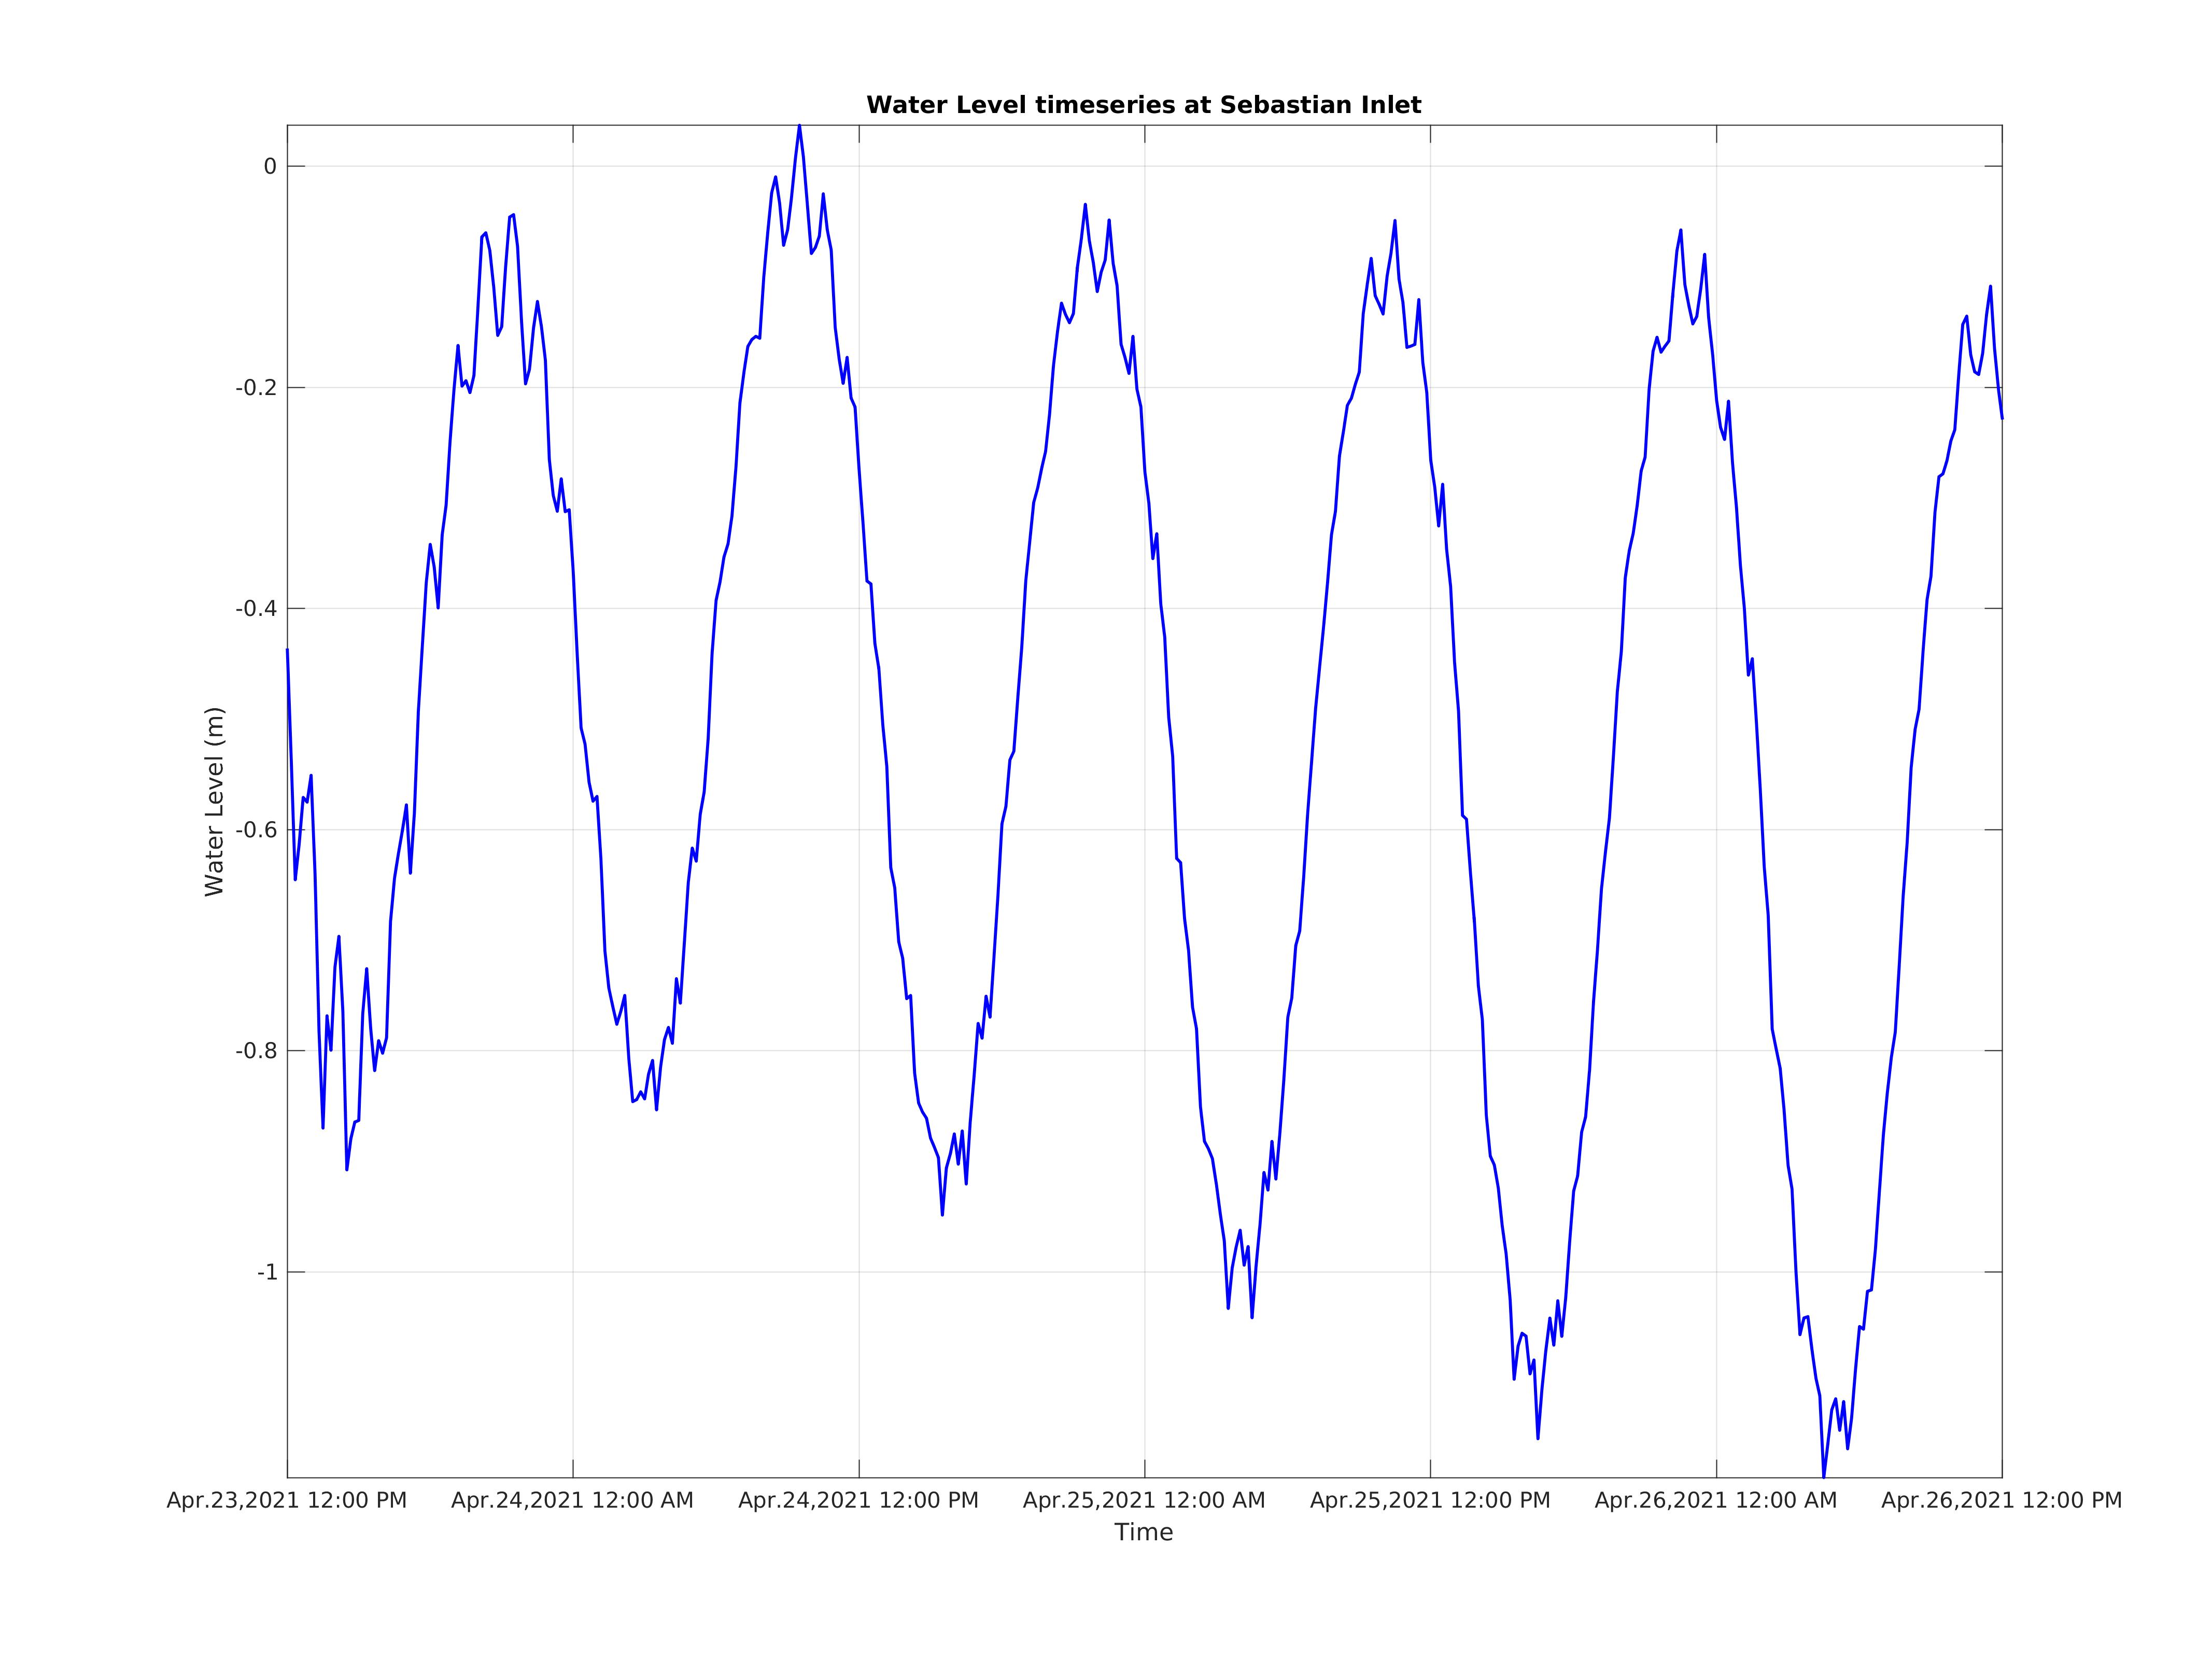 Water Level timeseries at Sebastian Inlet
0
-0.2
-0.4
-0.6
-0.8
-1
Water Level (m)
Apr.23,2021 12:00 PM Apr.24,2021 12:00 AM Apr.24,2021 12:00 PM Apr.25,2021 12:00 AM Apr.25,2021 12:00 PM Apr.26,2021 12:00 AM Apr.26,2021 12:00 PM
Time